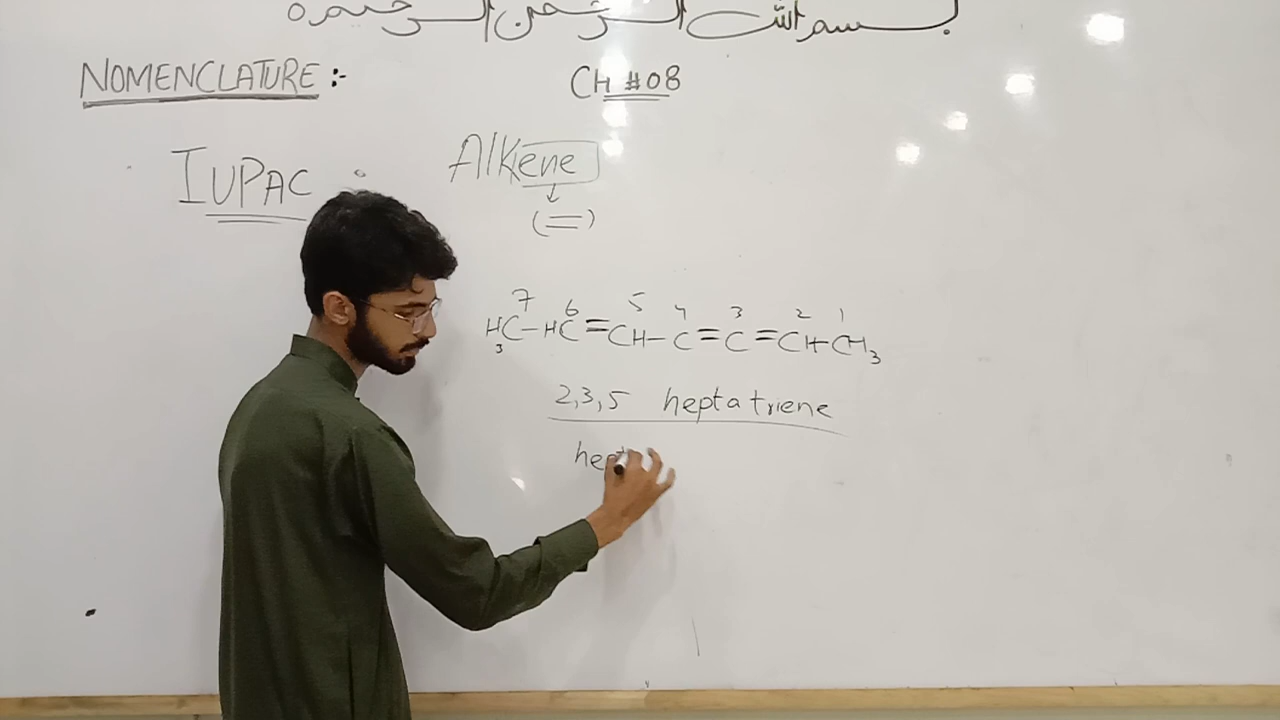 بسم الله الرحمن الرحيم
NOMENCLATURE :-
CH #08
IUPAC :
Alkene
↓
(=)
7 6 5 4 3 2 1
H₃C-HC=CH-C=C=CH-CH₃
2,3,5 heptatriene
hept